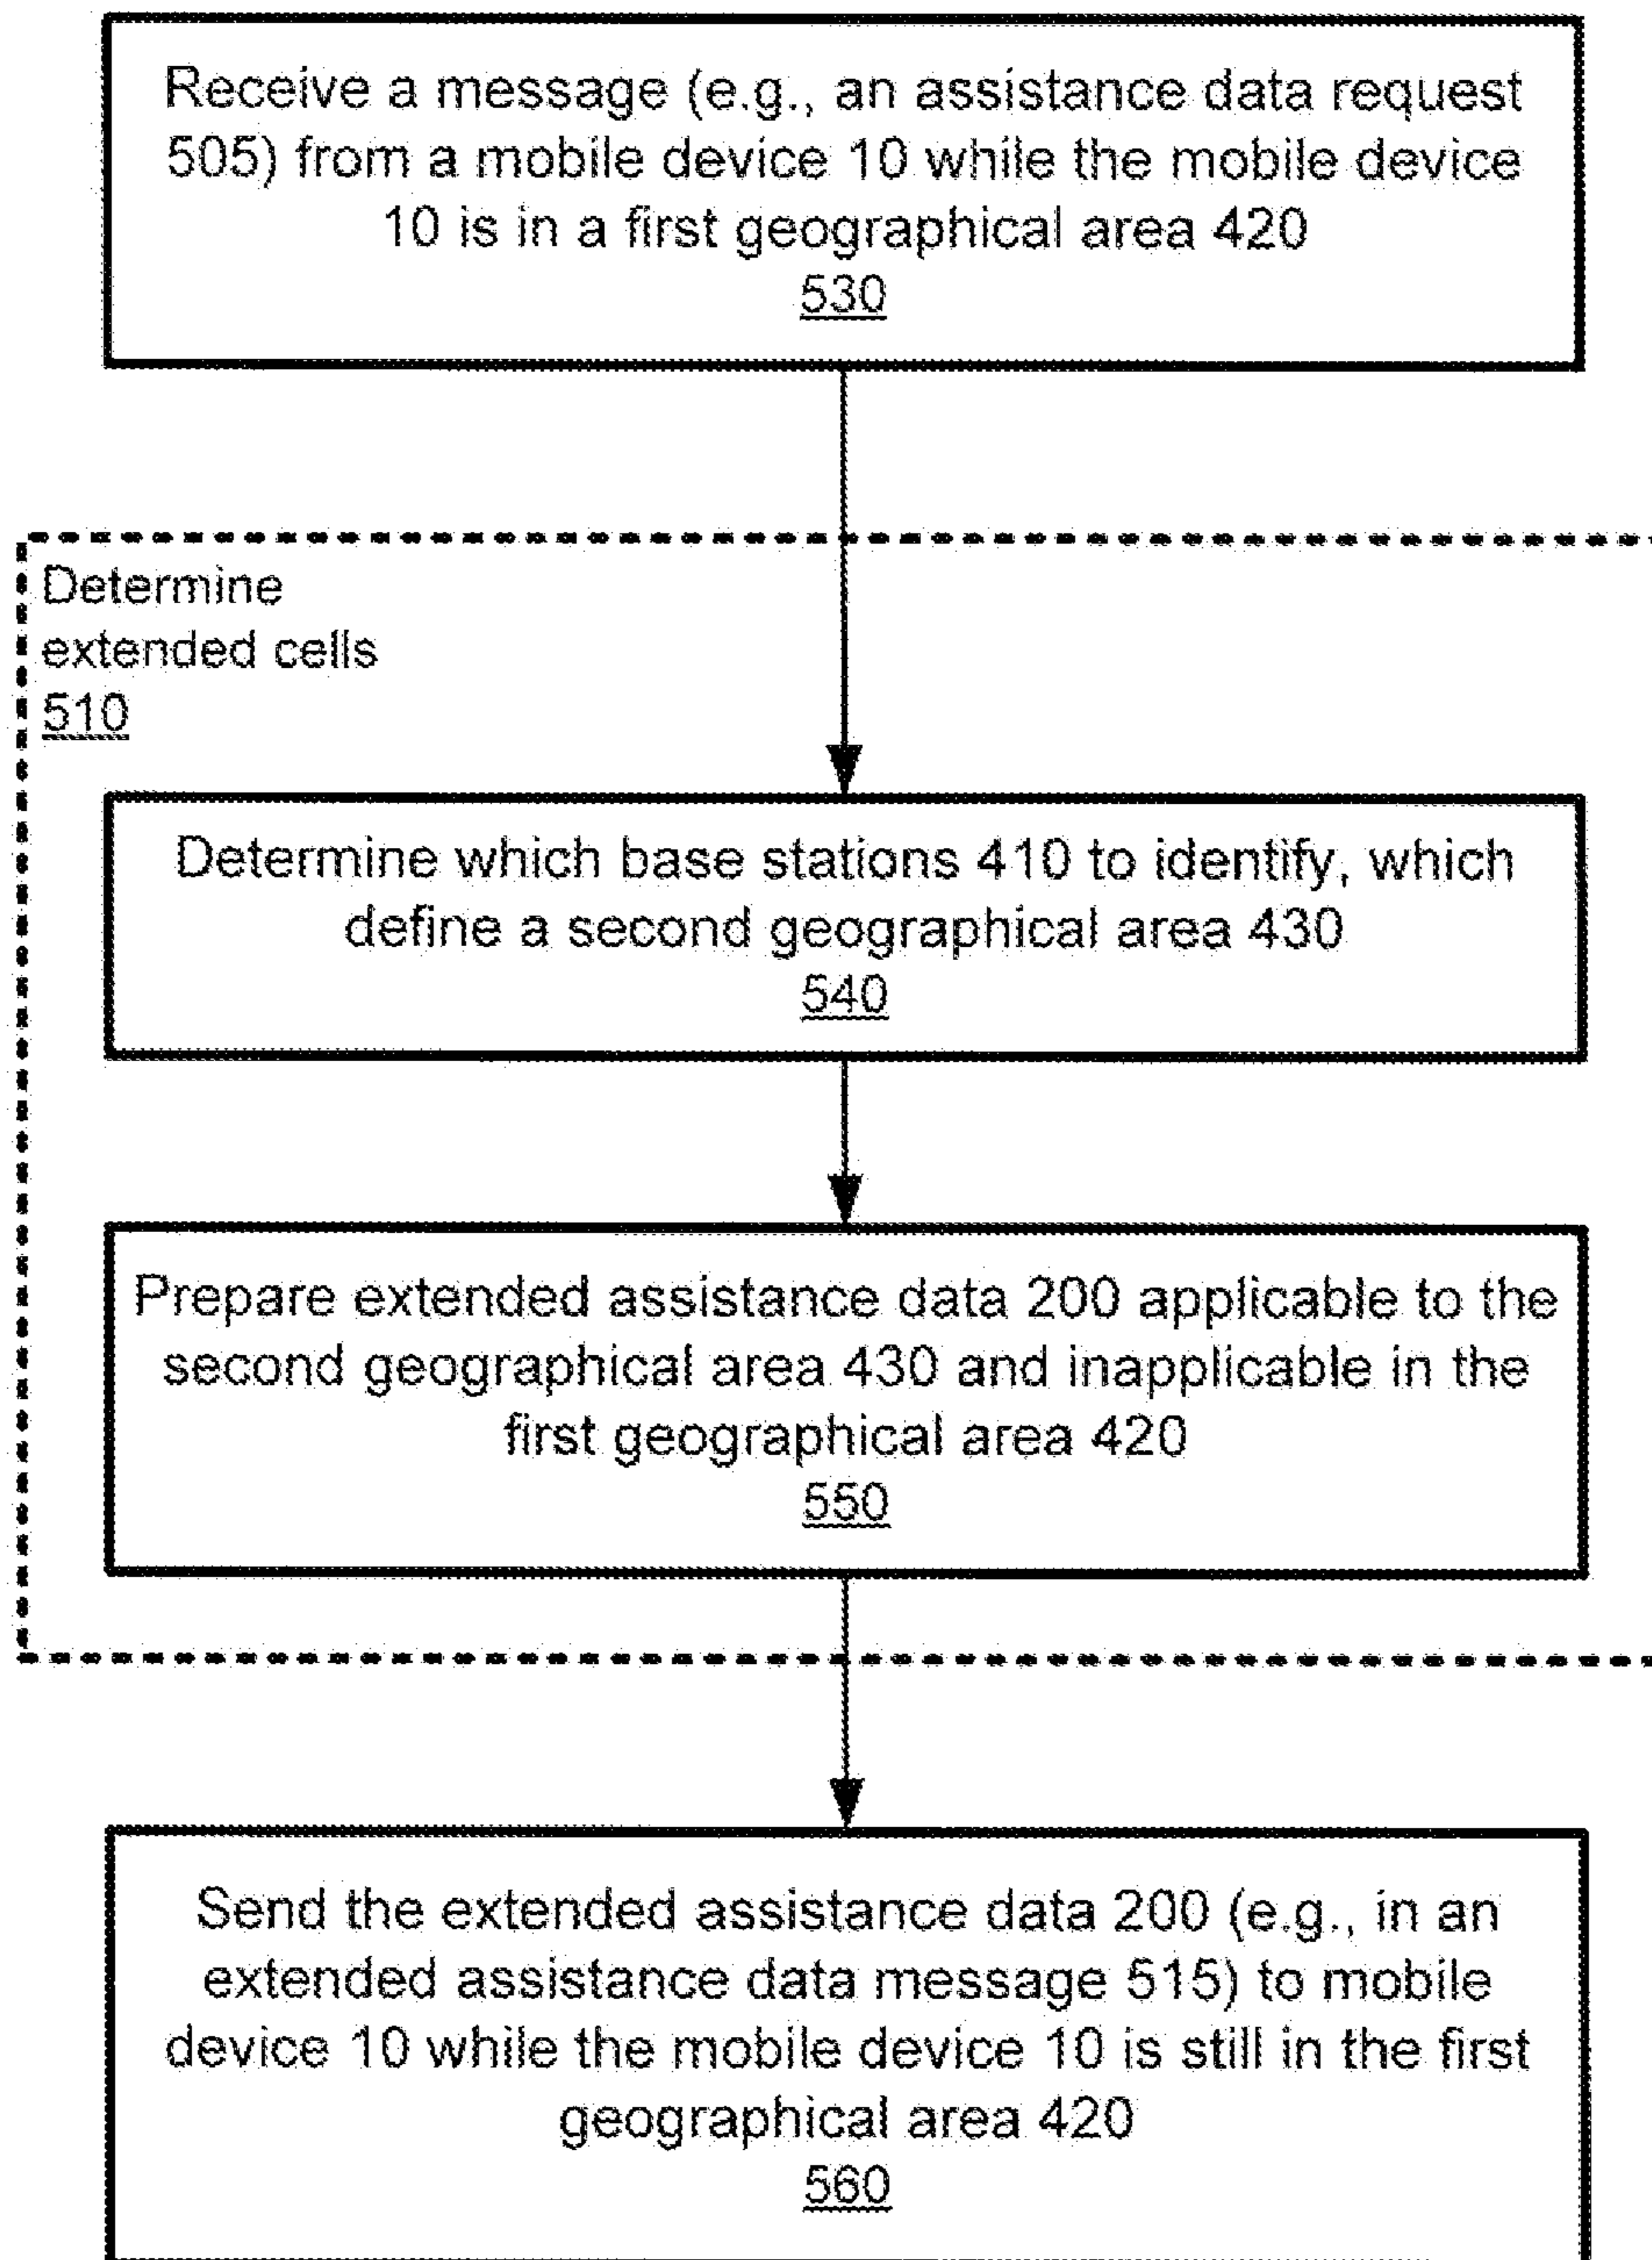 Receive a message (e.g., an assistance data request
505) from a mobile device 10 while the mobile device
10 is in a first geographical area 420
530
Determine
extended cells
510
Determine which base stations 410 to identify, which
define a second geographical area 430
540
Prepare extended assistance data 200 applicable to the
second geographical area 430 and inapplicable in the
first geographical area 420
550
Send the extended assistance data 200 (e.g., in an
extended assistance data message 515) to mobile
device 10 while the mobile device 10 is still in the first
geographical area 420
560